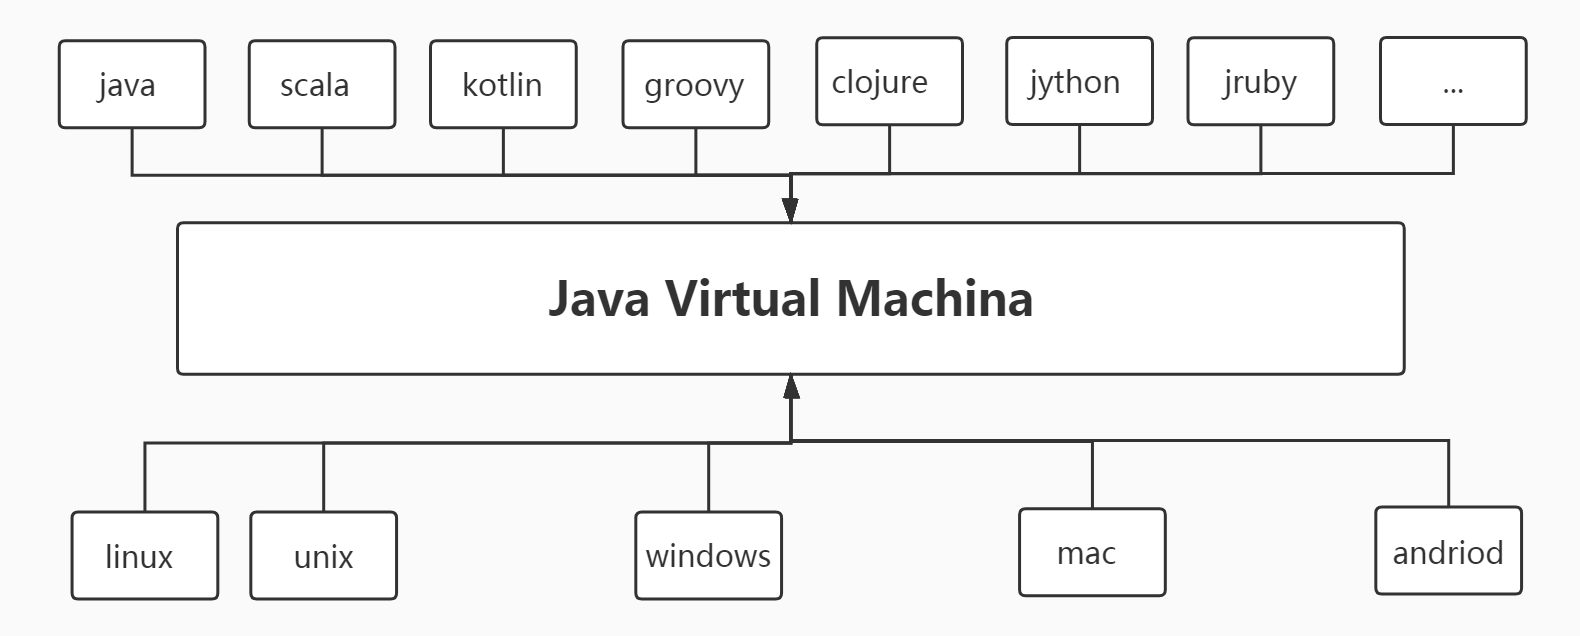 java
scala
kotlin
groovy
clojure
jython
jruby
...
Java Virtual Machina
linux
unix
windows
mac
andriod